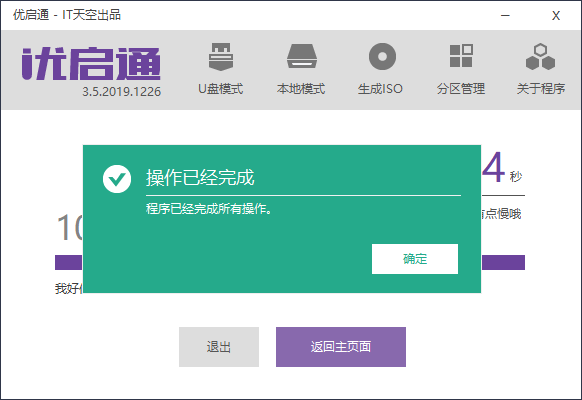 优启通 - IT天空出品
优启通
3.5.2019.1226
U盘模式
本地模式
生成ISO
分区管理
关于程序
4 秒
操作已经完成
程序已经完成所有操作。
有点慢哦
10
确定
我好
退出
返回主页面